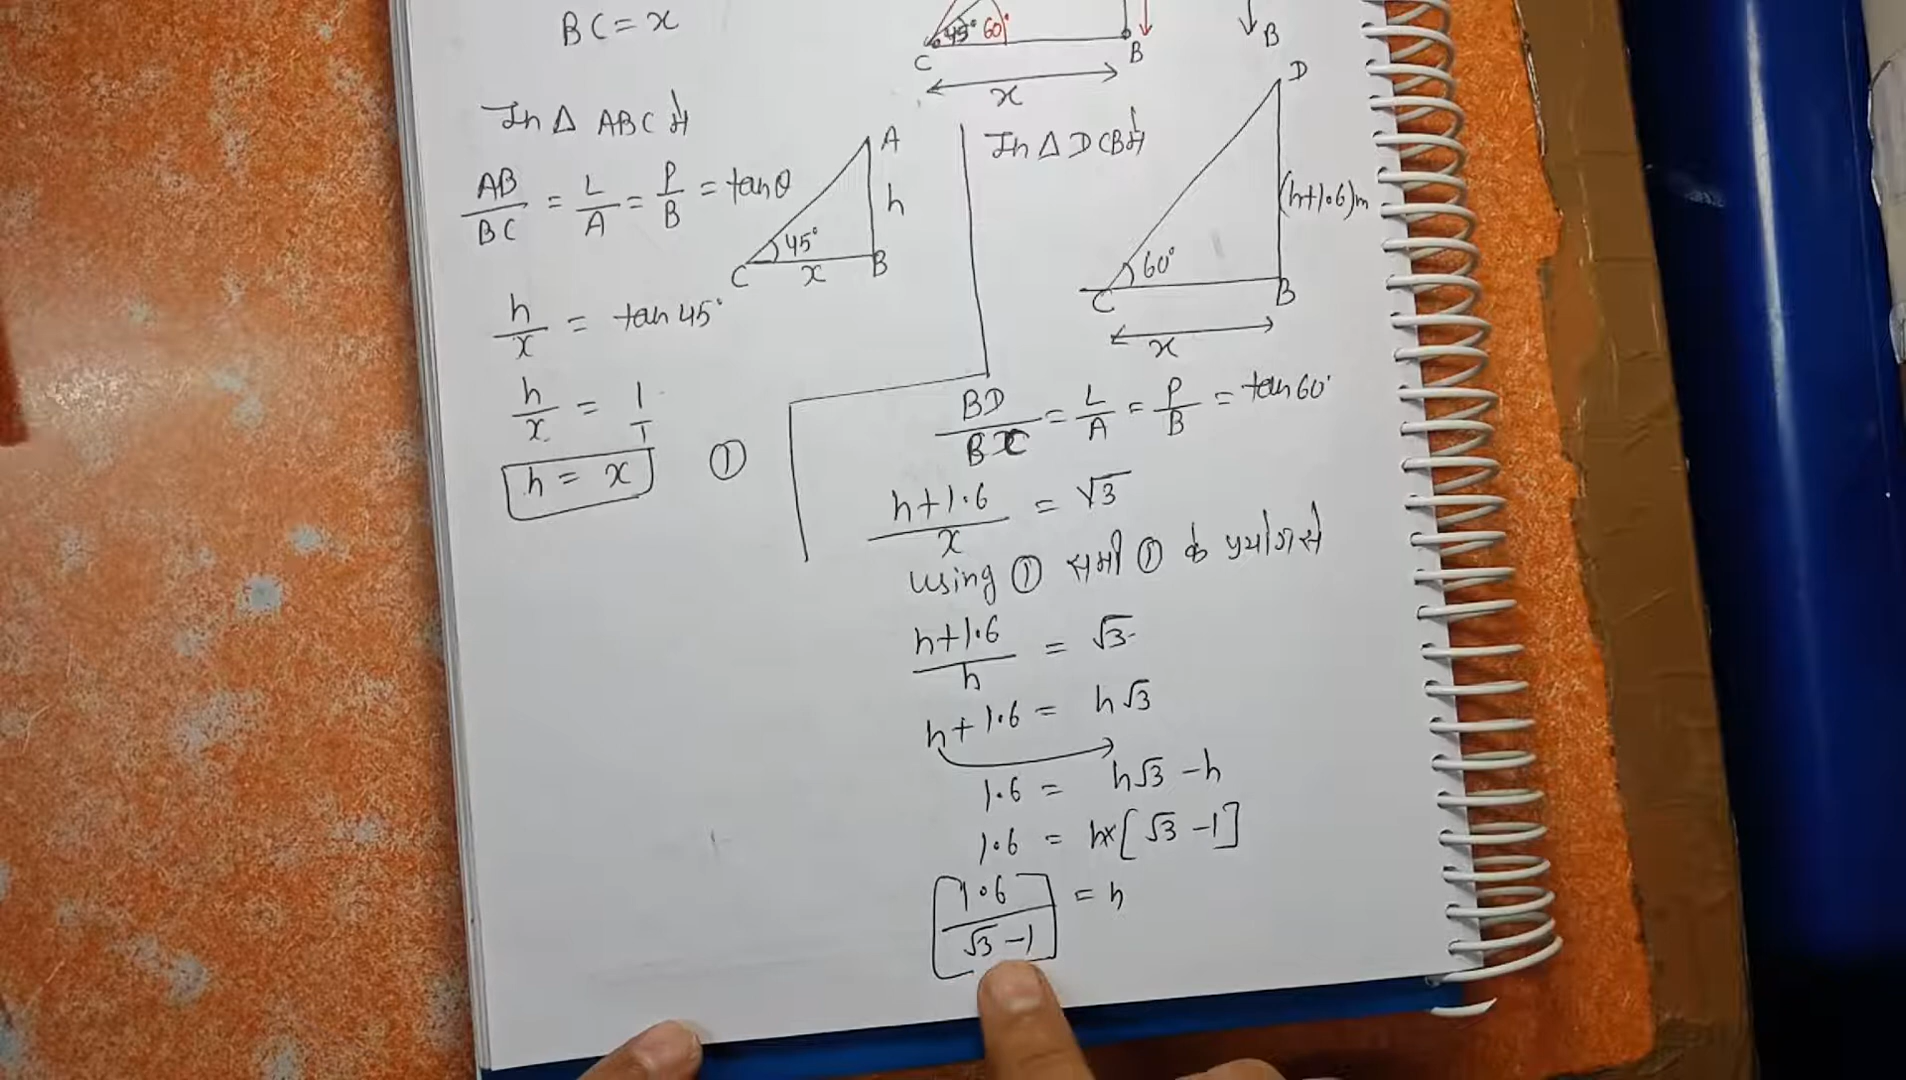 BC = x
45° 60°
C B
x
B
In Δ ABC में
AB/BC = L/A = P/B = tanθ
A
h
45°
C x B
h/x = tan 45°
h/x = 1/1
h = x ①
In Δ DCB में
D
(h+1.6)m
60°
C B
x
BD/BC = L/A = P/B = tan 60°
h+1.6/x = √3
using ① समी ① के प्रयोग से
h+1.6/h = √3
h+1.6 = h√3
1.6 = h√3 - h
1.6 = h×[√3 - 1]
1.6/√3 - 1 = h